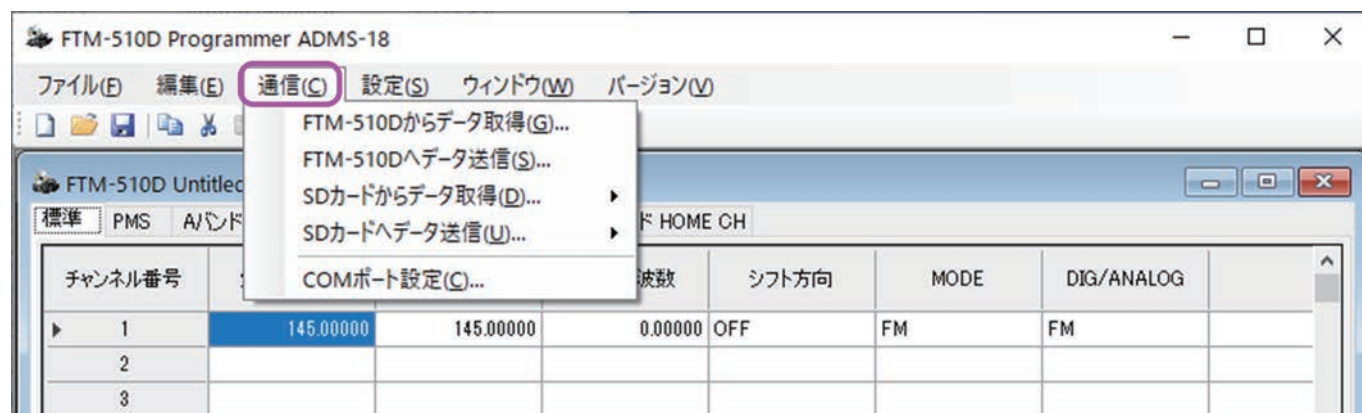 FTM-510D Programmer ADMS-18
ファイル(F) 編集(E) 通信(C) 設定(S) ウィンドウ(W) バージョン(V)
FTM-510Dからデータ取得(G)...
FTM-510Dへデータ送信(S)...
SDカードからデータ取得(D)...
SDカードへデータ送信(U)...
COMポート設定(C)...
FTM-510D Untitled
標準 PMS Aバンド HOME CH
チャンネル番号 波数 シフト方向 MODE DIG/ANALOG
1 145.00000 145.00000 0.00000 OFF FM FM
2
3